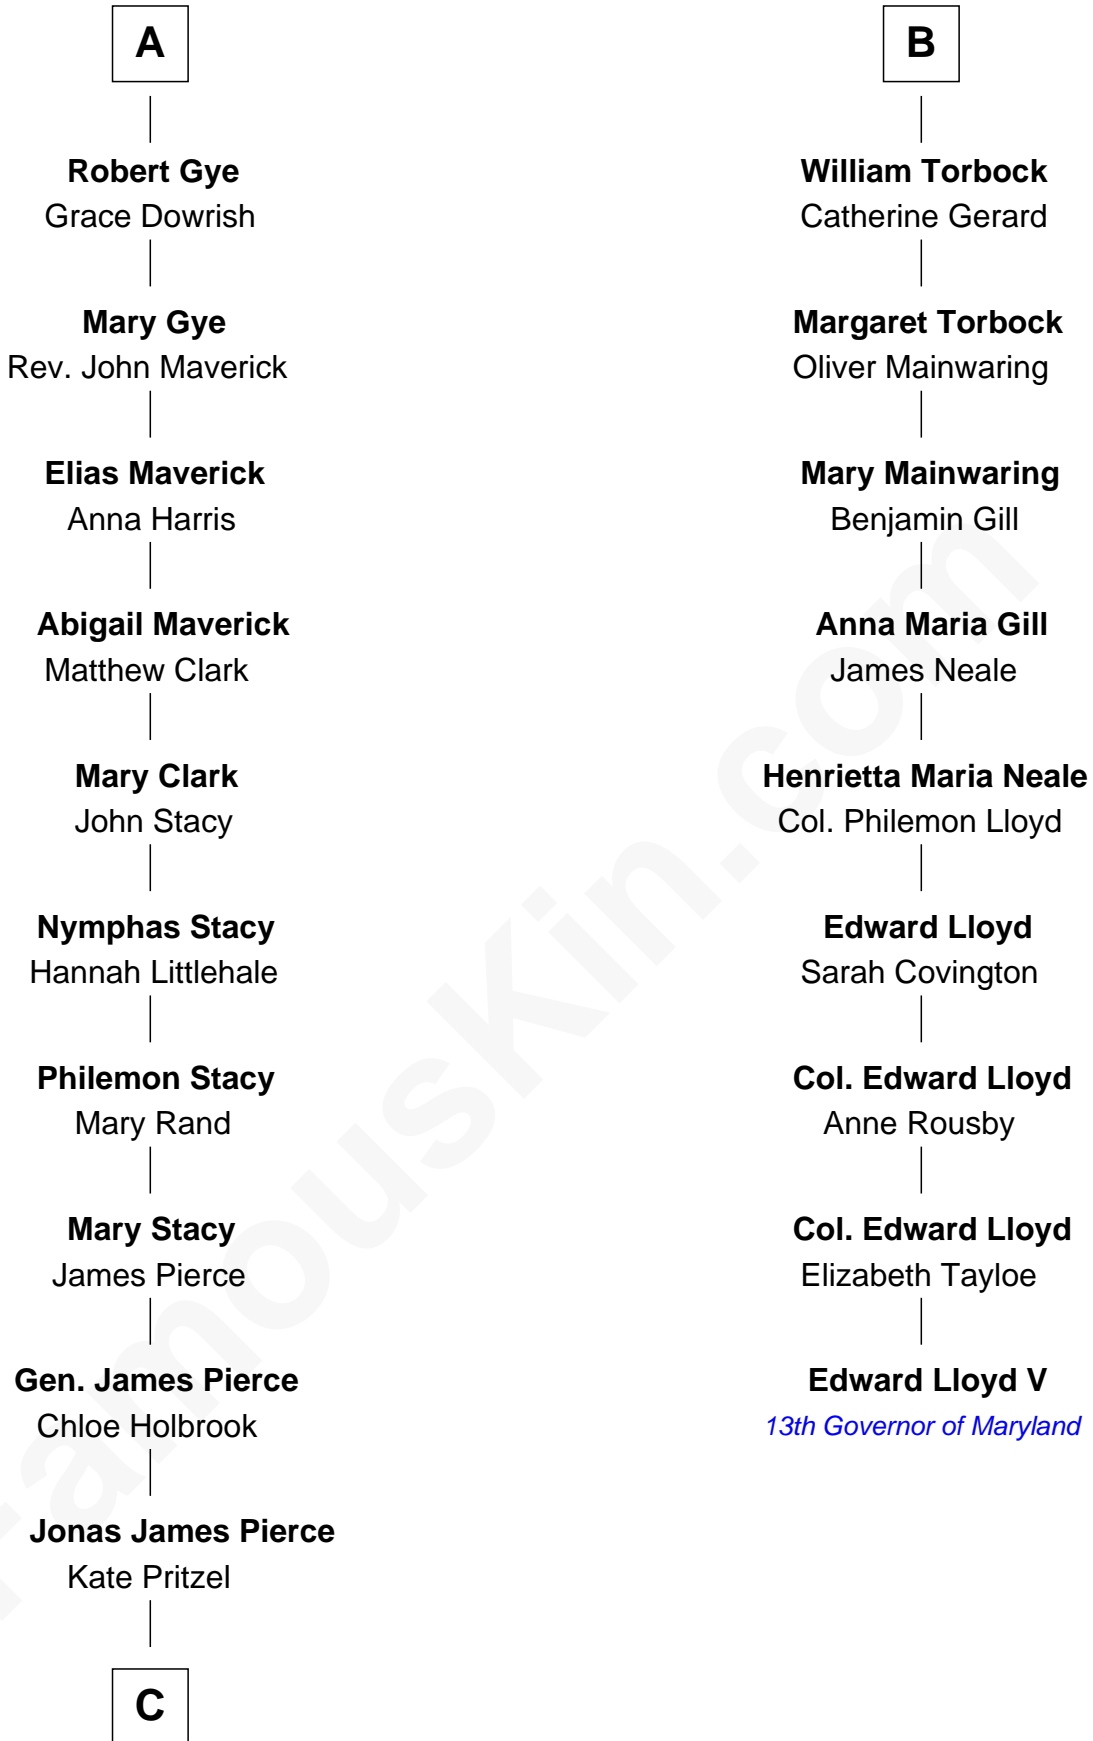 A
Robert Gye
Grace Dowrish
Mary Gye
Rev. John Maverick
Elias Maverick
Anna Harris
Abigail Maverick
Matthew Clark
Mary Clark
John Stacy
Nymphas Stacy
Hannah Littlehale
Philemon Stacy
Mary Rand
Mary Stacy
James Pierce
Gen. James Pierce
Chloe Holbrook
Jonas James Pierce
Kate Pritzel
C
B
William Torbock
Catherine Gerard
Margaret Torbock
Oliver Mainwaring
Mary Mainwaring
Benjamin Gill
Anna Maria Gill
James Neale
Henrietta Maria Neale
Col. Philemon Lloyd
Edward Lloyd
Sarah Covington
Col. Edward Lloyd
Anne Rousby
Col. Edward Lloyd
Elizabeth Tayloe
Edward Lloyd V
13th Governor of Maryland
FamousKin.com